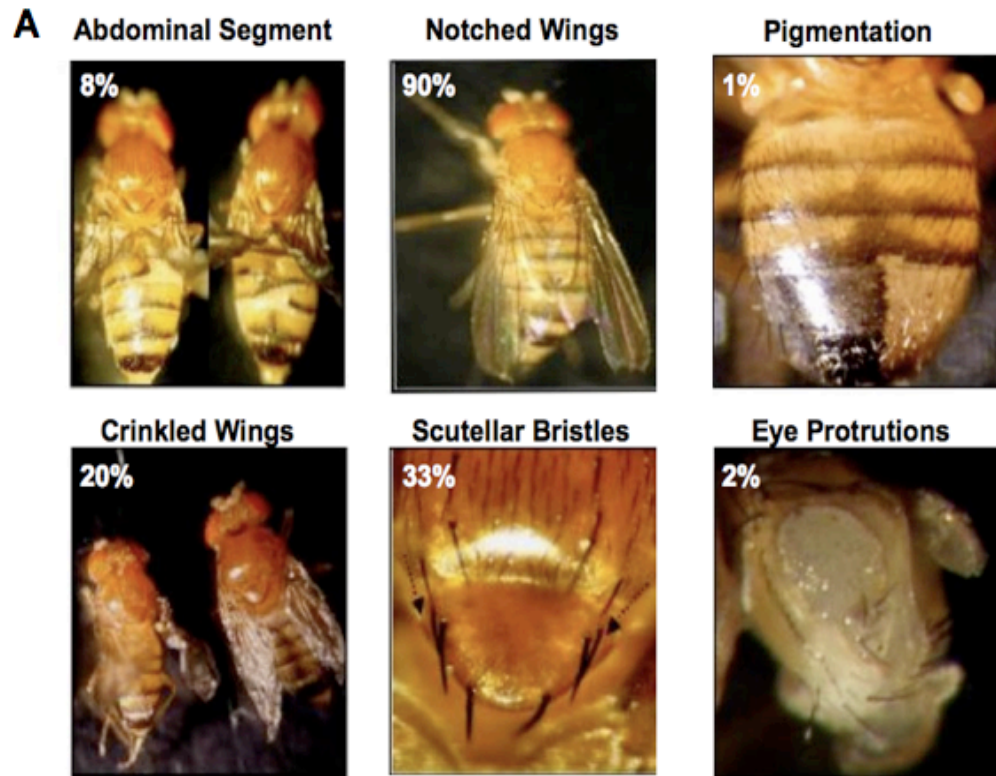 A
Abdominal Segment
Notched Wings
Pigmentation
8%
90%
1%
Crinkled Wings
Scutellar Bristles
Eye Protrutions
20%
33%
2%